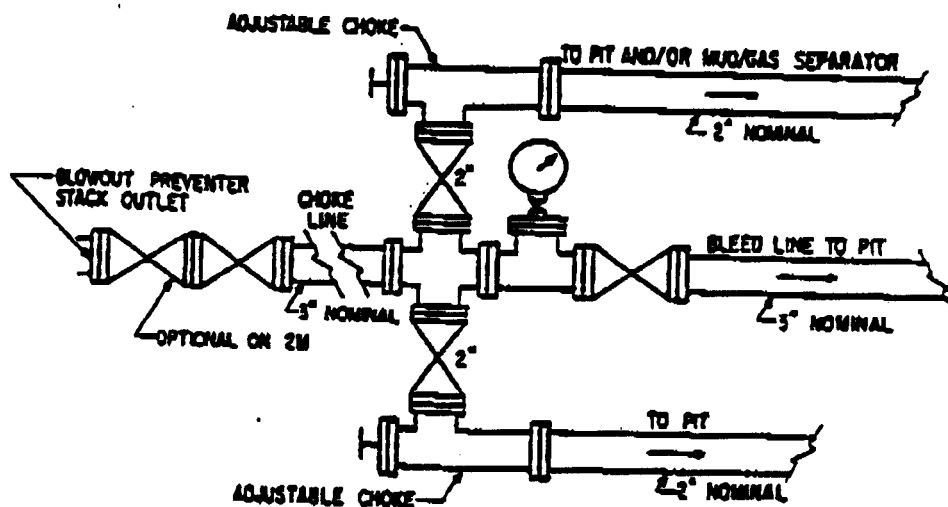 ADJUSTABLE CHOKE
TO PIT AND/OR MUD/GAS SEPARATOR
2" NOMINAL
2"
BLOWOUT PREVENTER
STACK OUTLET
CHOKE
LINE
BLEED LINE TO PIT
3" NOMINAL
3" NOMINAL
OPTIONAL ON 2M
2"
TO PIT
2" NOMINAL
ADJUSTABLE CHOKE